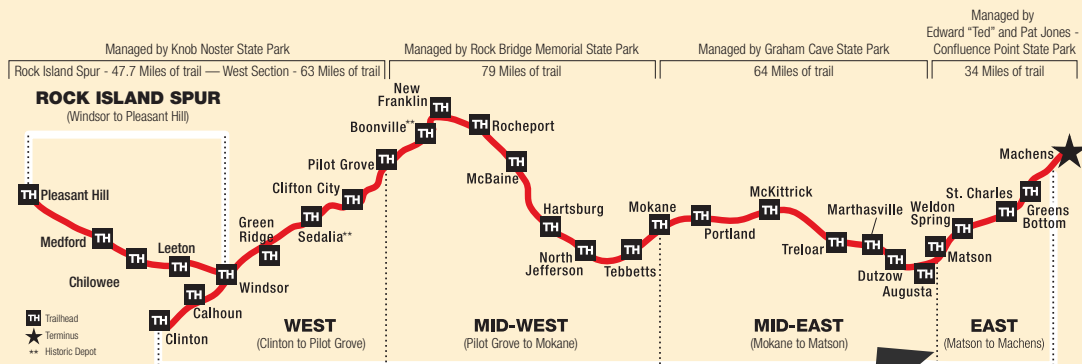 Managed by
Edward “Ted” and Pat Jones -
Confluence Point State Park
Managed by Knob Noster State Park
Managed by Rock Bridge Memorial State Park
Managed by Graham Cave State Park
Rock Island Spur - 47.7 Miles of trail — West Section - 63 Miles of trail
79 Miles of trail
64 Miles of trail
34 Miles of trail
ROCK ISLAND SPUR
(Windsor to Pleasant Hill)
TH Pleasant Hill
TH Medford
TH Chilowee
TH Leeton
TH Windsor
TH Calhoun
TH Clinton
TH Green
Ridge
TH Sedalia**
TH Clifton City
TH Pilot Grove
TH Boonville**
TH New
Franklin
TH Rocheport
TH McBaine
TH Hartsburg
TH North
Jefferson
TH Tebbetts
TH Mokane
TH Portland
TH McKittrick
TH Treloar
TH Marthasville
TH Dutzow
TH Augusta
TH Matson
TH Weldon
Spring
TH St. Charles
TH Greens
Bottom
Machens
TH Trailhead
Terminus
** Historic Depot
WEST
(Clinton to Pilot Grove)
MID-WEST
(Pilot Grove to Mokane)
MID-EAST
(Mokane to Matson)
EAST
(Matson to Machens)